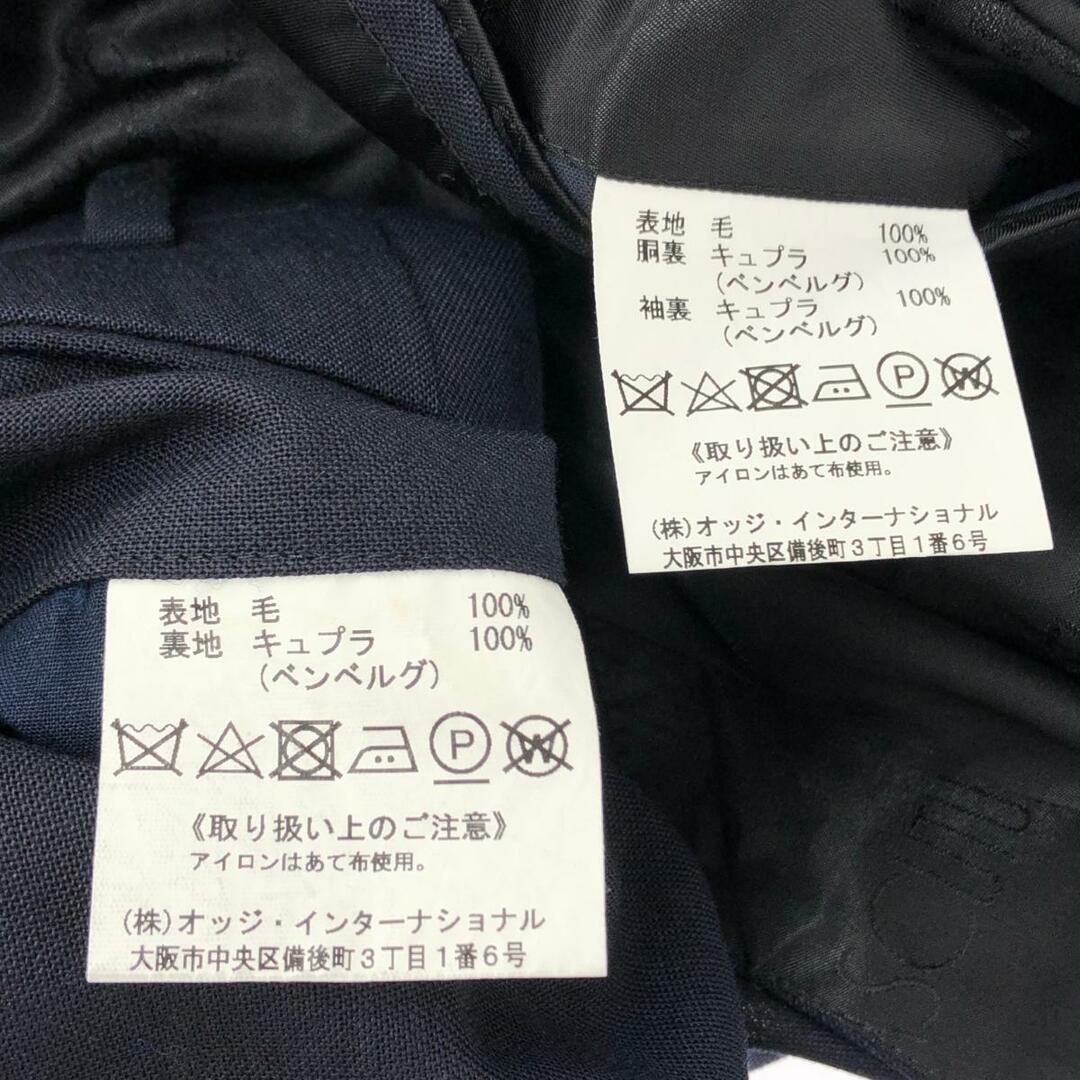 表地 毛 100%
胴裏 キュプラ 100%
(ベンベルグ)
袖裏 キュプラ 100%
(ベンベルグ)
P W
《取り扱い上のご注意》
アイロンはあて布使用。
(株)オッジ・インターナショナル
大阪市中央区備後町3丁目1番6号
表地 毛 100%
裏地 キュプラ 100%
(ベンベルグ)
P W
《取り扱い上のご注意》
アイロンはあて布使用。
(株)オッジ・インターナショナル
大阪市中央区備後町3丁目1番6号